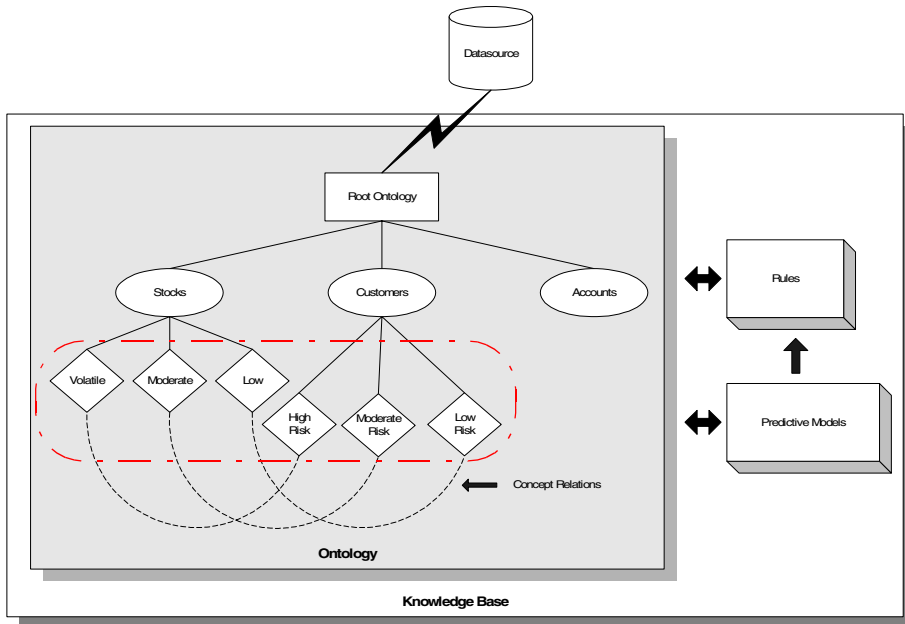 Datasource
Root Ontology
Stocks
Customers
Accounts
Rules
Volatile
Moderate
Low
High
Risk
Moderate
Risk
Low
Risk
Predictive Models
Concept Relations
Ontology
Knowledge Base